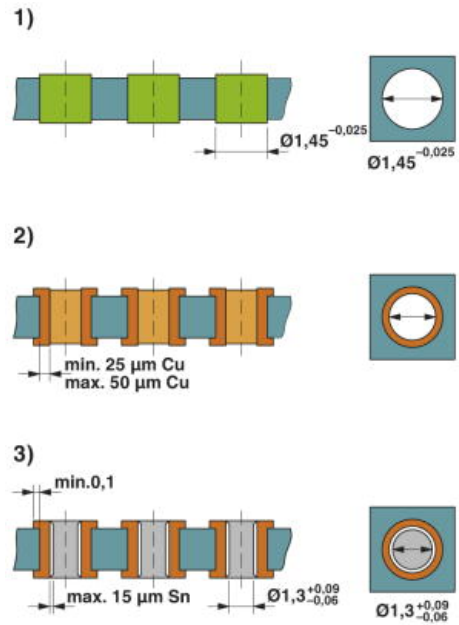 1)
Ø1,45-0,025
Ø1,45-0,025
2)
min. 25 µm Cu
max. 50 µm Cu
3)
min.0,1
max. 15 µm Sn
Ø1,3+0,09-0,06
Ø1,3+0,09-0,06